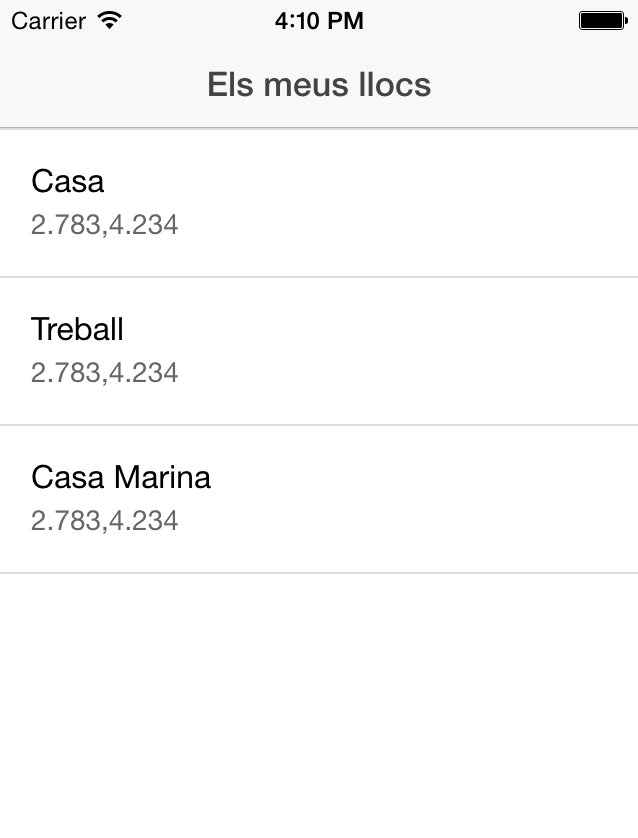 Carrier 4:10 PM
Els meus llocs
Casa
2.783,4.234
Treball
2.783,4.234
Casa Marina
2.783,4.234